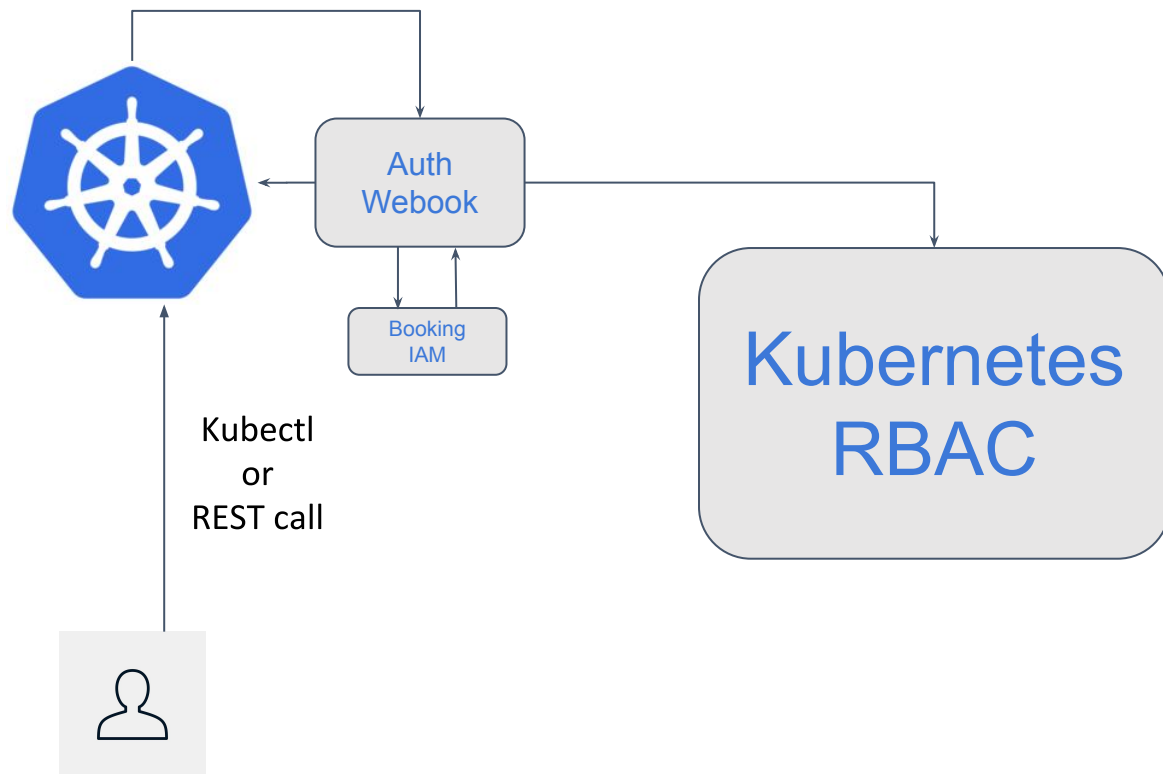 Auth
Webook
Booking
IAM
Kubernetes
RBAC
Kubectl
or
REST call